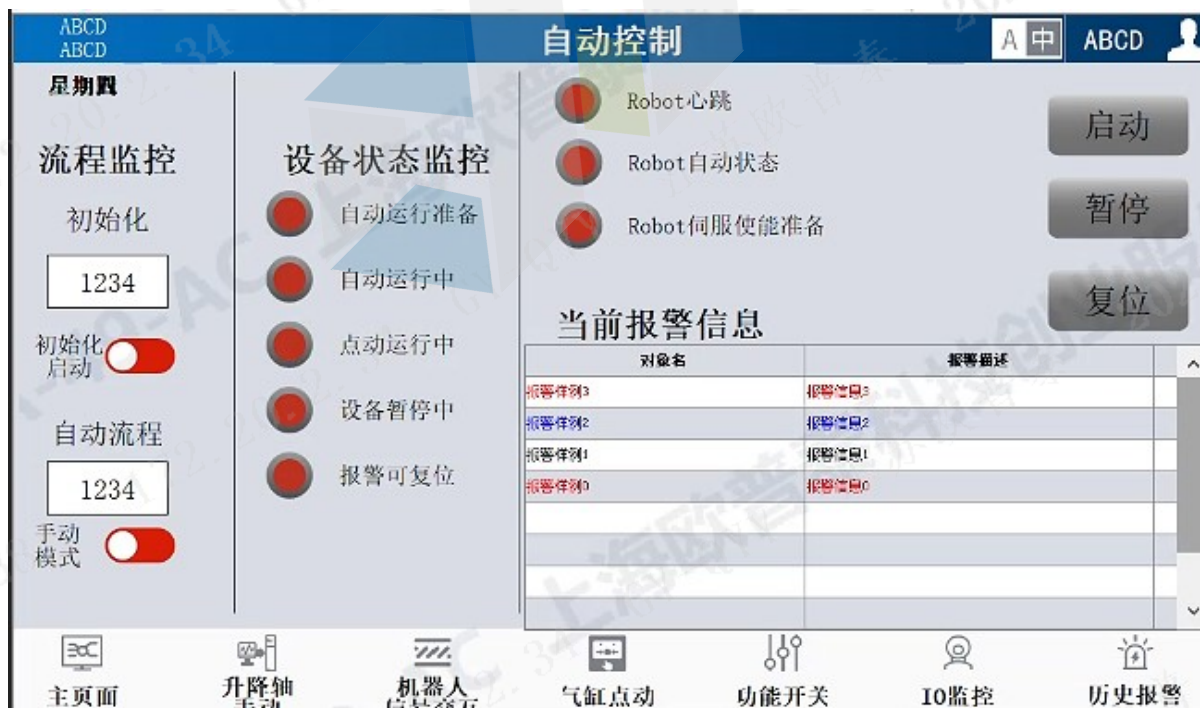 ABCD
ABCD
自动控制
A 中
ABCD
星期四
流程监控
初始化
1234
初始化
启动
自动流程
1234
手动
模式
设备状态监控
自动运行准备
自动运行中
点动运行中
设备暂停中
报警可复位
Robot心跳
Robot自动状态
Robot伺服使能准备
启动
暂停
复位
当前报警信息
对象名 报警描述
报警样例3 报警信息3
报警样例2 报警信息2
报警样例1 报警信息1
报警样例0 报警信息0
主页面
升降轴
手动
机器人
信号交互
气缸点动
功能开关
IO监控
历史报警